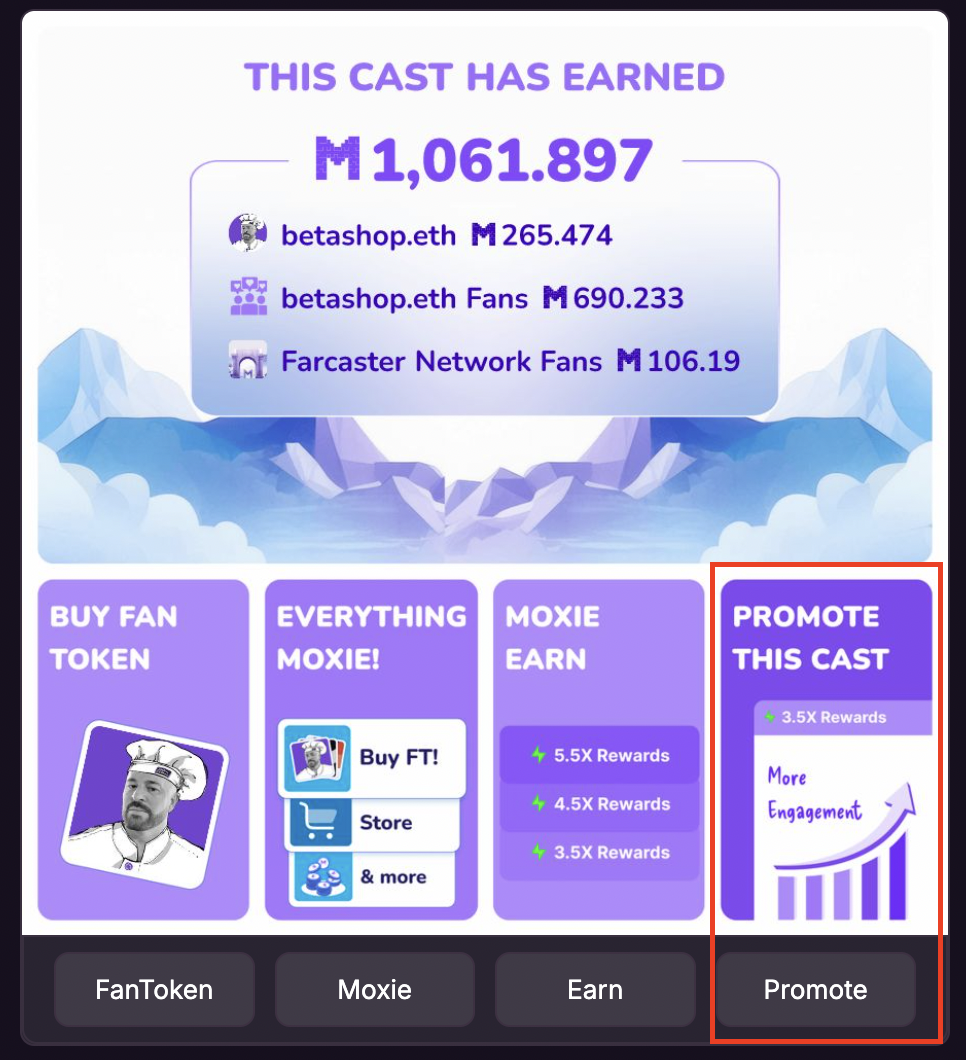 THIS CAST HAS EARNED
M 1,061.897
betashop.eth M 265.474
betashop.eth Fans M 690.233
Farcaster Network Fans M 106.19
BUY FAN
TOKEN
EVERYTHING
MOXIE!
Buy FT!
Store
& more
MOXIE
EARN
5.5X Rewards
4.5X Rewards
3.5X Rewards
PROMOTE
THIS CAST
3.5X Rewards
More
Engagement
FanToken
Moxie
Earn
Promote